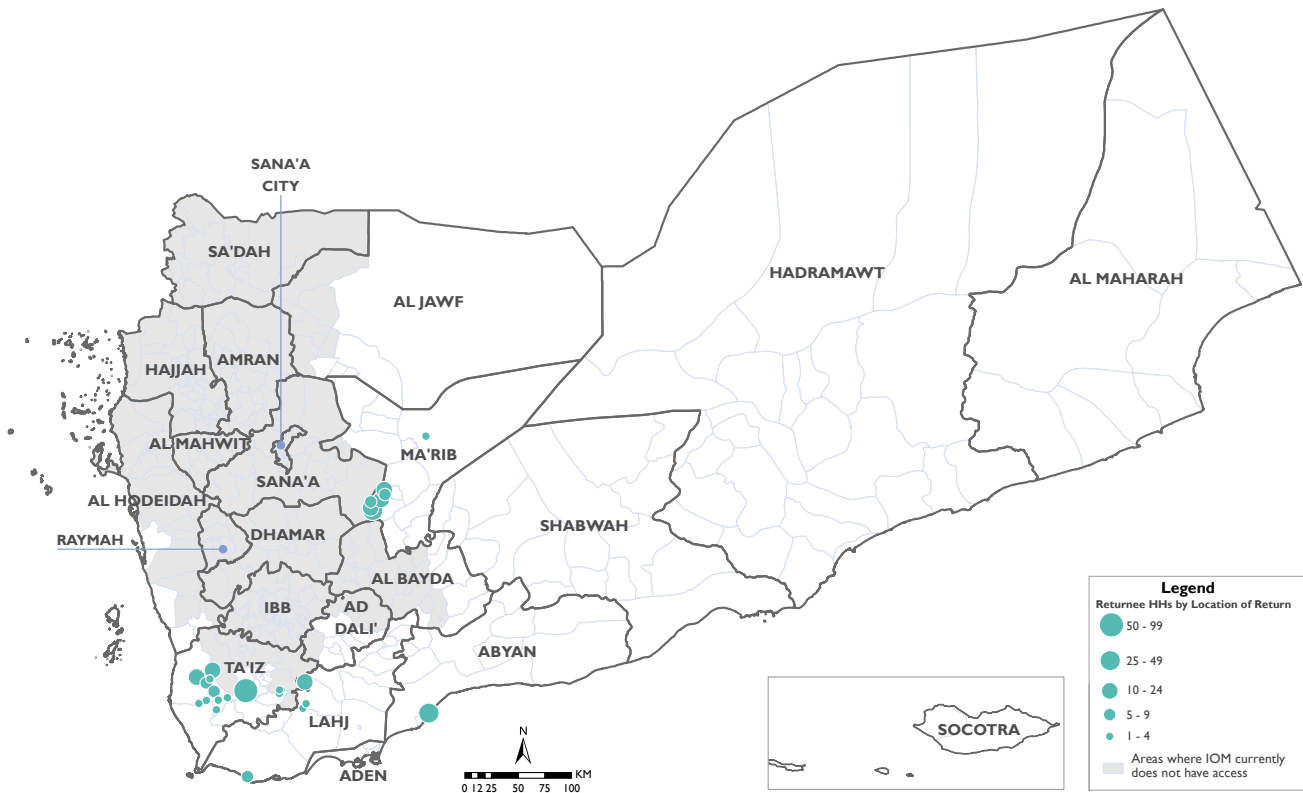 SANA'A
CITY
SA'DAH
HADRAMAWT
AL MAHARAH
AL JAWF
AMRAN
HAJJAH
AL MAHWIT
MA'RIB
SANA'A
AL HODEIDAH
SHABWAH
DHAMAR
RAYMAH
AL BAYDA
IBB
AD
DALI'
ABYAN
TA'IZ
LAHJ
SOCOTRA
ADEN
N
KM
0 12 25 50 75 100
Legend
Returnee HHs by Location of Return
50 - 99
25 - 49
10 - 24
5 - 9
1 - 4
Areas where IOM currently
does not have access